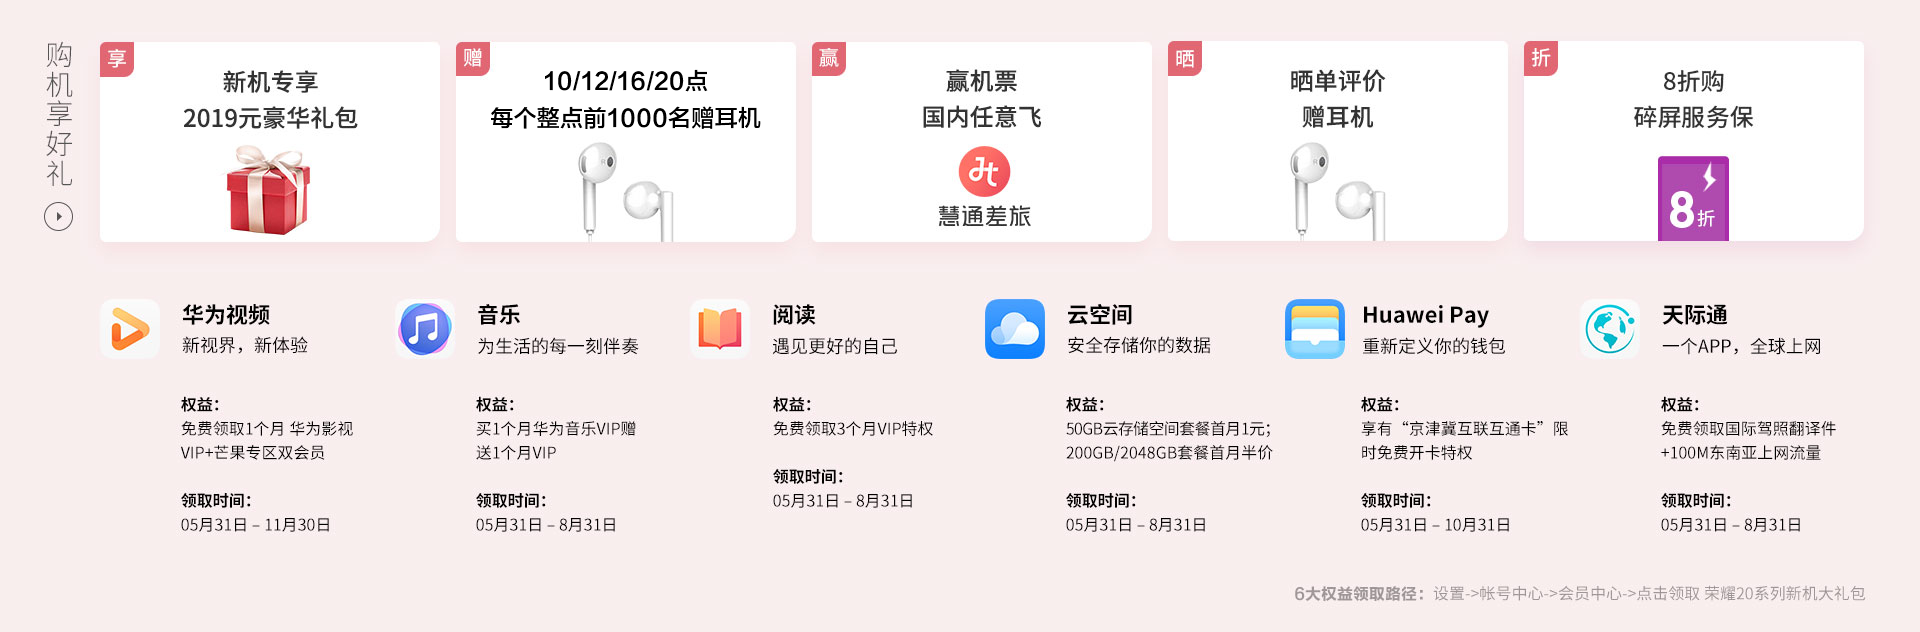 购机享好礼
享
新机专享
2019元豪华礼包
赠
10/12/16/20点
每个整点前1000名赠耳机
赢
赢机票
国内任意飞
慧通差旅
晒
晒单评价
赠耳机
折
8折购
碎屏服务保
8折
华为视频
新视界，新体验
权益：
免费领取1个月 华为影视
VIP+芒果专区双会员
领取时间：
05月31日 – 11月30日
音乐
为生活的每一刻伴奏
权益：
买1个月华为音乐VIP赠
送1个月VIP
领取时间：
05月31日 – 8月31日
阅读
遇见更好的自己
权益：
免费领取3个月VIP特权
领取时间：
05月31日 – 8月31日
云空间
安全存储你的数据
权益：
50GB云存储空间套餐首月1元；
200GB/2048GB套餐首月半价
领取时间：
05月31日 – 8月31日
Huawei Pay
重新定义你的钱包
权益：
享有“京津冀互联互通卡”限
时免费开卡特权
领取时间：
05月31日 – 10月31日
天际通
一个APP，全球上网
权益：
免费领取国际驾照翻译件
+100M东南亚上网流量
领取时间：
05月31日 – 8月31日
6大权益领取路径：设置->帐号中心->会员中心->点击领取 荣耀20系列新机大礼包